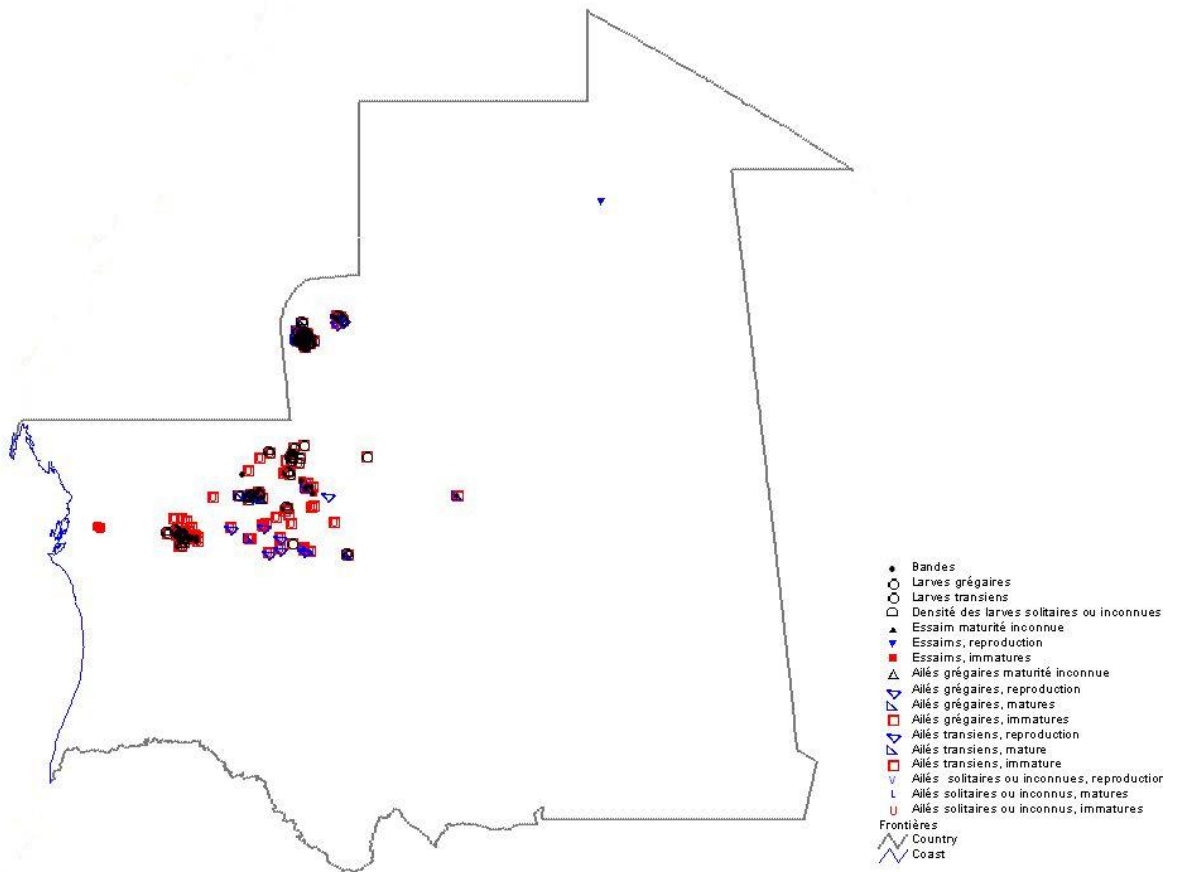 Bandes
Larves grégaires
Larves transiens
Densité des larves solitaires ou inconnues
Essaim maturité inconnue
Essaims, reproduction
Essaims, immatures
Ailés grégaires maturité inconnue
Ailés grégaires, reproduction
Ailés grégaires, matures
Ailés grégaires, immatures
Ailés transiens, reproduction
Ailés transiens, mature
Ailés transiens, immature
Ailés solitaires ou inconnues, reproduction
Ailés solitaires ou inconnus, matures
Ailés solitaires ou inconnus, immatures
Frontières
Country
Coast